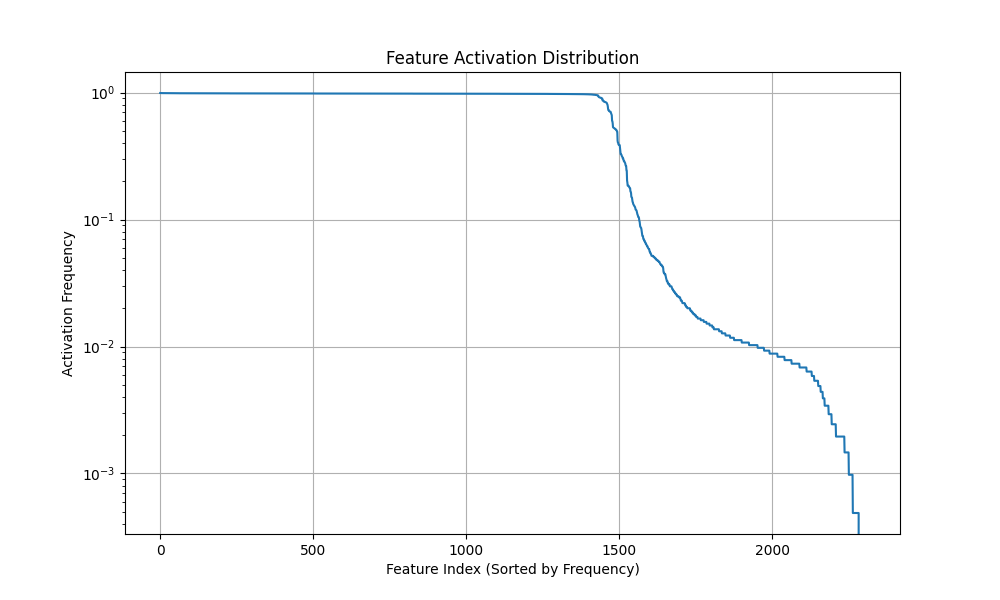 Feature Activation Distribution
10⁰
10⁻¹
10⁻²
10⁻³
Activation Frequency
0 500 1000 1500 2000
Feature Index (Sorted by Frequency)